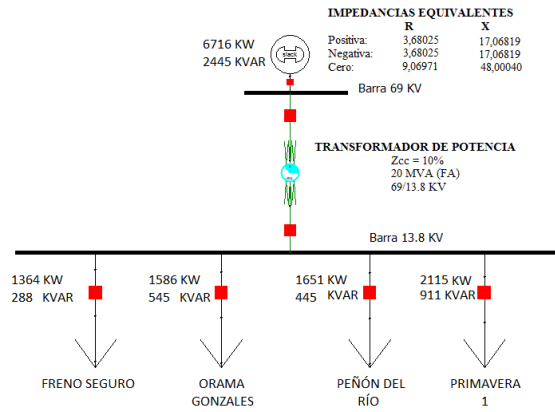 IMPEDANCIAS EQUIVALENTES
R X
Positiva: 3,68025 17,06819
Negativa: 3,68025 17,06819
Cero: 9,06971 48,00040
6716 KW
2445 KVAR
slack
Barra 69 KV
TRANSFORMADOR DE POTENCIA
Zcc = 10%
20 MVA (FA)
69/13.8 KV
Barra 13.8 KV
1364 KW
288 KVAR
1586 KW
545 KVAR
1651 KW
445 KVAR
2115 KW
911 KVAR
FRENO SEGURO
ORAMA
GONZALES
PEÑÓN DEL
RÍO
PRIMAVERA
1